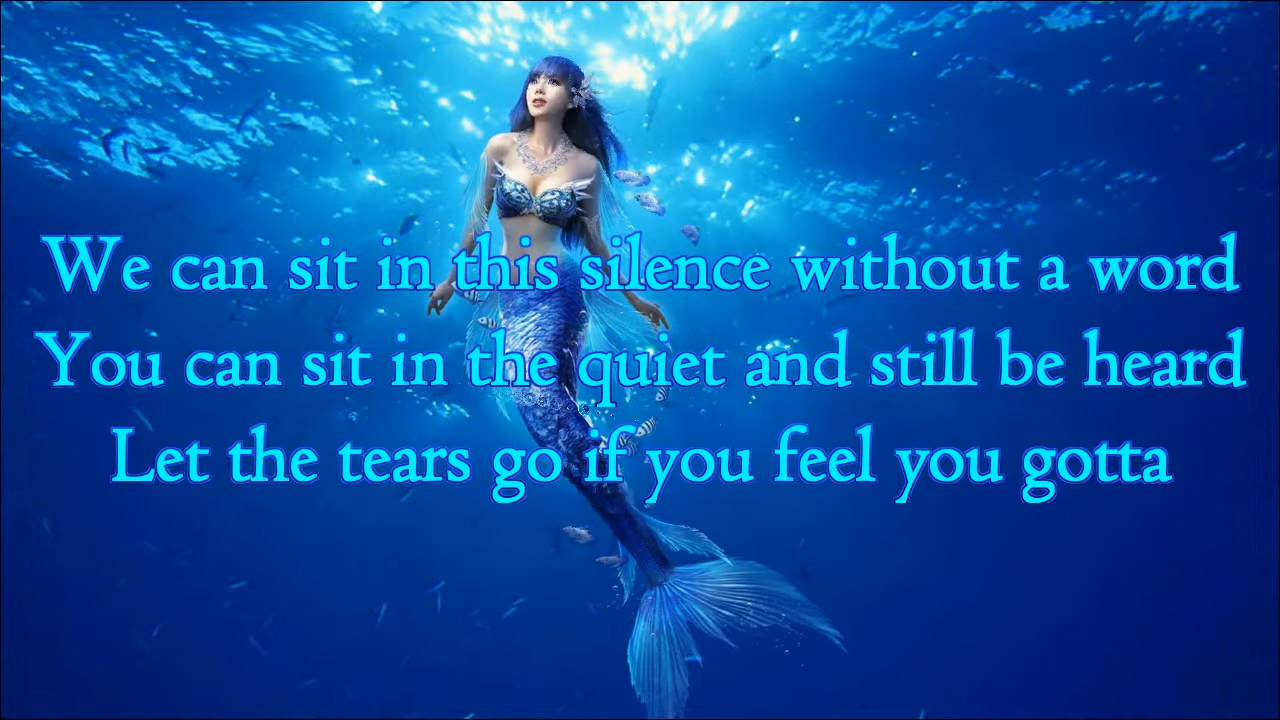 We can sit in this silence without a word
You can sit in the quiet and still be heard
Let the tears go if you feel you gotta